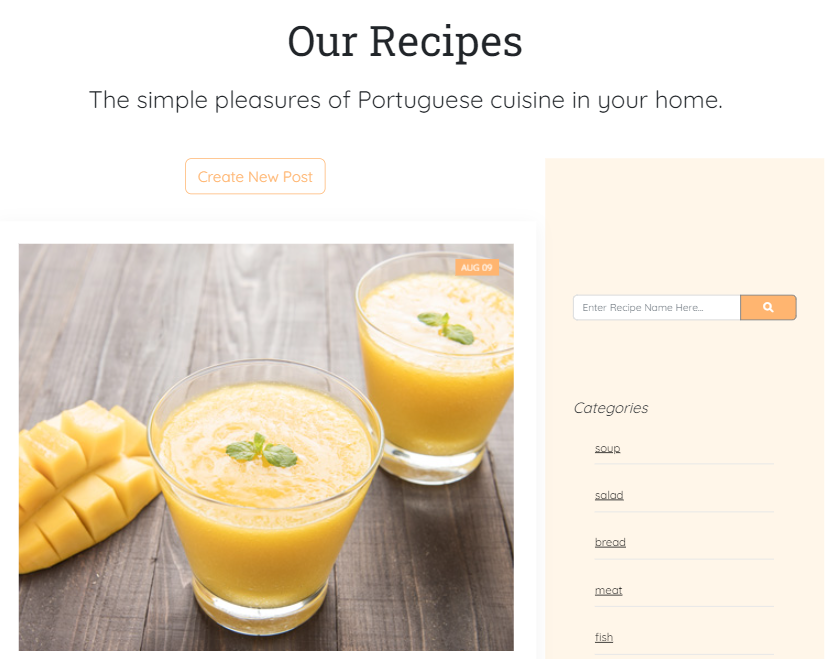 Our Recipes
The simple pleasures of Portuguese cuisine in your home.
Create New Post
AUG 09
Enter Recipe Name Here...
Categories
soup
salad
bread
meat
fish